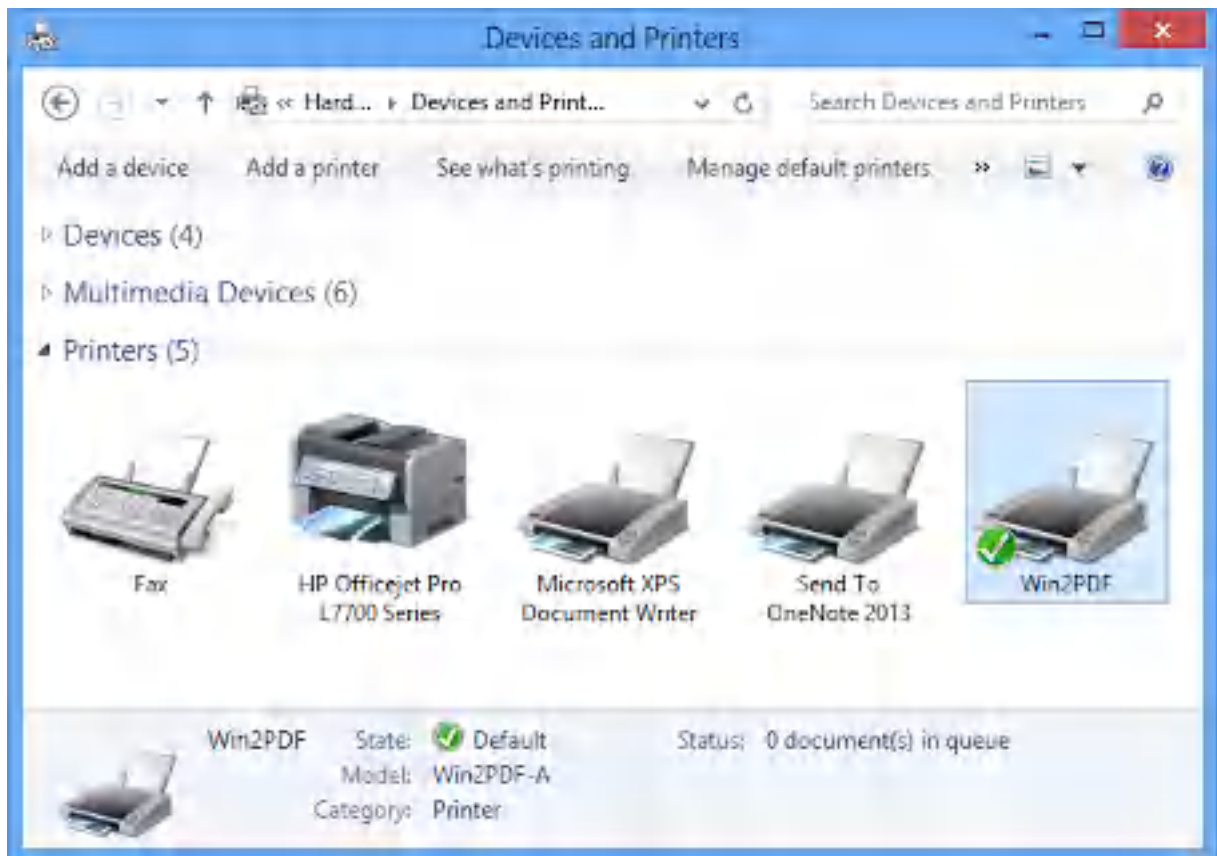 Devices and Printers
« Hard... Devices and Print... Search Devices and Printers
Add a device Add a printer See what's printing Manage default printers »
Devices (4)
Multimedia Devices (6)
Printers (5)
Fax HP Officejet Pro Microsoft XPS Send To Win2PDF
L7700 Series Document Writer OneNote 2013
Win2PDF State: Default Status: 0 document(s) in queue
Model: Win2PDF-A
Category: Printer